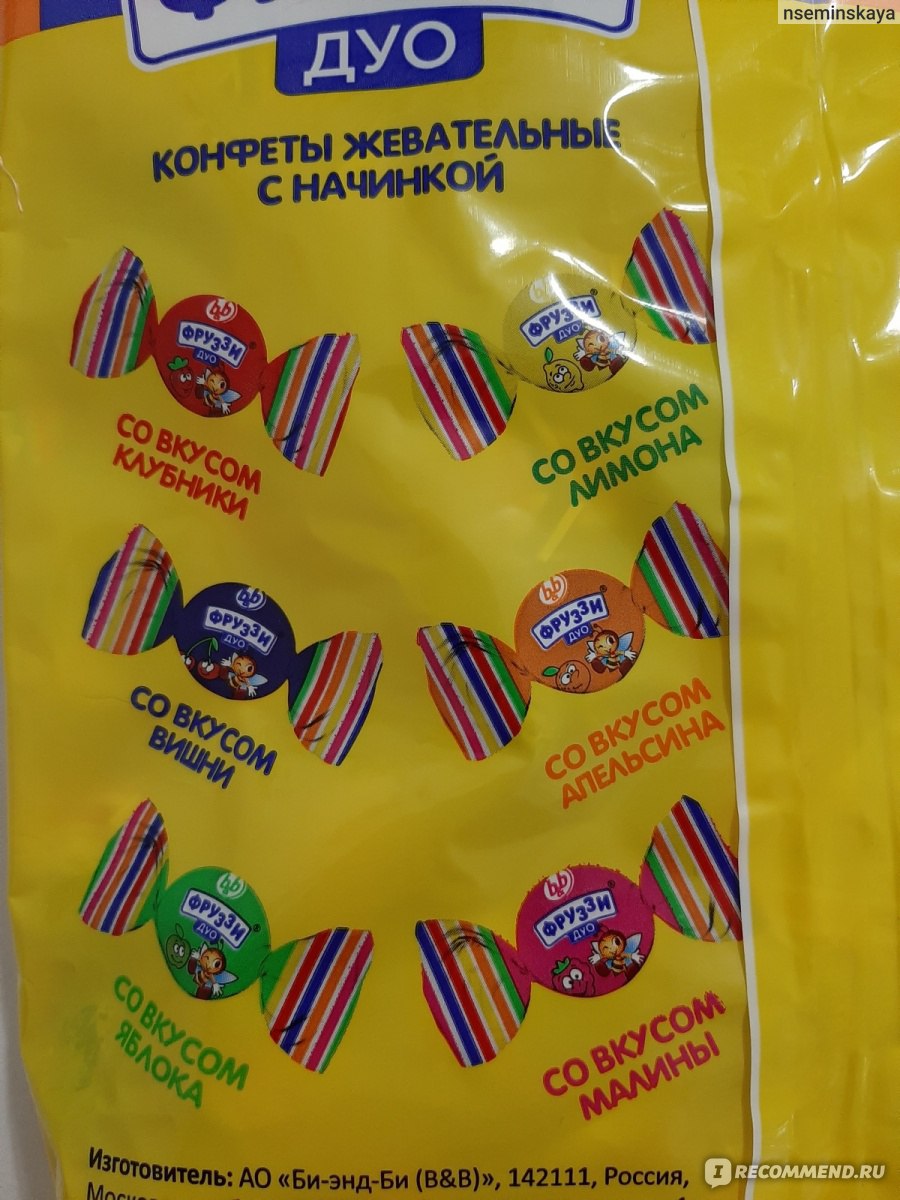 nseminskaya
ДУО
КОНФЕТЫ ЖЕВАТЕЛЬНЫЕ
С НАЧИНКОЙ
b&b
ФРУЗЗИ®
ДУО
СО ВКУСОМ
КЛУБНИКИ
b&b
ФРУЗЗИ®
ДУО
СО ВКУСОМ
ЛИМОНА
b&b
ФРУЗЗИ®
ДУО
СО ВКУСОМ
ВИШНИ
b&b
ФРУЗЗИ®
ДУО
СО ВКУСОМ
АПЕЛЬСИНА
b&b
ФРУЗЗИ®
ДУО
СО ВКУСОМ
ЯБЛОКА
b&b
ФРУЗЗИ®
ДУО
СО ВКУСОМ
МАЛИНЫ
Изготовитель: АО «Би-энд-Би (B&B)», 142111, Россия,
IRECOMMEND.RU